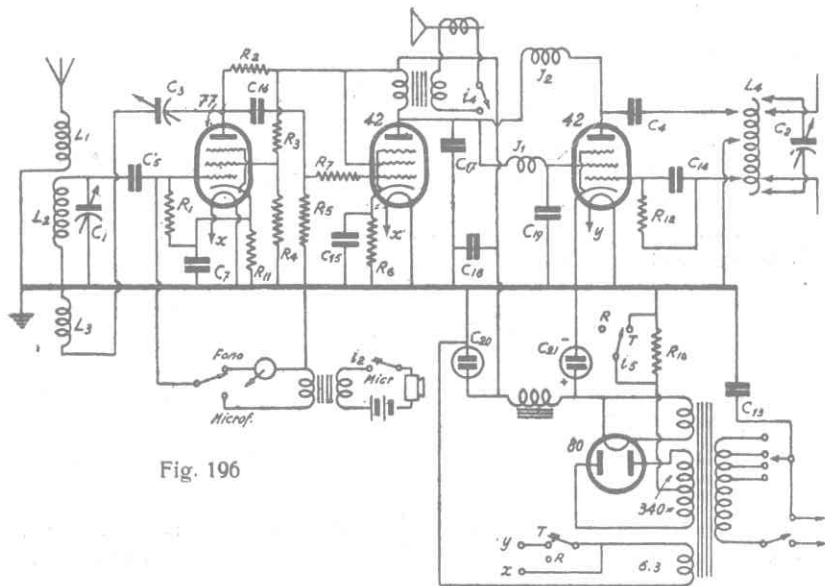 R2
C3
77
C16
i4
J2
L1
R3
42
42
C4
L4
C2
C5
R7
C17
J1
L2
C1
R1
R12
C14
x
x
y
C19
C7
R11
R4
R5
C15
R6
C18
L3
Fono
i2
Micr
Microf.
C20
C21
-
+
R
T
i5
R10
C13
Fig. 196
80
340=
y
T
R
x
6.3